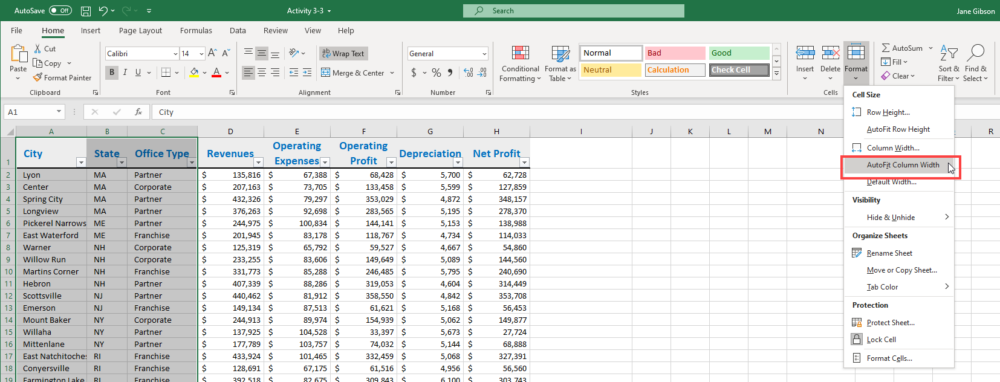 AutoSave Off Activity 3-3 Search Jane Gibson
File Home Insert Page Layout Formulas Data Review View Help
Paste
Cut
Copy
Format Painter
Clipboard
Calibri 14
B I U A
Font
Wrap Text
Merge & Center
Alignment
General
$ % ,
Number
Conditional Formatting
Format as Table
Normal Bad Good
Neutral Calculation Check Cell
Styles
Insert Delete Format
Cells
AutoSum
Fill
Clear
Sort & Filter
Find & Select
A1 fx City
A B C D E F G H I J K L M N R
1 City State Office Type Revenues Operating Expenses Operating Profit Depreciation Net Profit
2 Lyon MA Partner $ 135,816 $ 67,388 $ 68,428 $ 5,700 $ 62,728
3 Center MA Corporate $ 207,163 $ 73,705 $ 133,458 $ 5,599 $ 127,859
4 Spring City MA Partner $ 432,326 $ 79,297 $ 353,029 $ 4,872 $ 348,157
5 Longview MA Partner $ 376,263 $ 92,698 $ 283,565 $ 5,195 $ 278,370
6 Pickerel Narrows ME Partner $ 244,975 $ 100,834 $ 144,141 $ 5,153 $ 138,988
7 East Waterford ME Franchise $ 201,945 $ 83,178 $ 118,767 $ 4,734 $ 114,033
8 Warner NH Corporate $ 125,319 $ 65,792 $ 59,527 $ 4,667 $ 54,860
9 Willow Run NH Corporate $ 233,255 $ 83,606 $ 149,649 $ 5,089 $ 144,560
10 Martins Corner NH Franchise $ 331,773 $ 85,288 $ 246,485 $ 5,795 $ 240,690
11 Hebron NH Partner $ 407,339 $ 88,286 $ 319,053 $ 4,604 $ 314,449
12 Scottsville NJ Partner $ 440,462 $ 81,912 $ 358,550 $ 4,842 $ 353,708
13 Emerson NJ Franchise $ 149,134 $ 87,513 $ 61,621 $ 5,168 $ 56,453
14 Mount Baker NY Corporate $ 244,913 $ 89,974 $ 154,939 $ 5,062 $ 149,877
15 Willaha NY Partner $ 137,925 $ 104,528 $ 33,397 $ 5,673 $ 27,724
16 Mittenlane NY Partner $ 177,789 $ 103,757 $ 74,032 $ 5,144 $ 68,888
17 East Natchitoches RI Franchise $ 433,924 $ 101,465 $ 332,459 $ 5,068 $ 327,391
18 Conyersville RI Franchise $ 128,691 $ 67,175 $ 61,516 $ 4,956 $ 56,560
19 Farmington Lake RI Franchise $ 392,518 $ 82,675 $ 309,843 $ 6,100 $ 303,743
Cell Size
Row Height...
AutoFit Row Height
Column Width...
AutoFit Column Width
Default Width...
Visibility
Hide & Unhide
Organize Sheets
Rename Sheet
Move or Copy Sheet...
Tab Color
Protection
Protect Sheet...
Lock Cell
Format Cells...